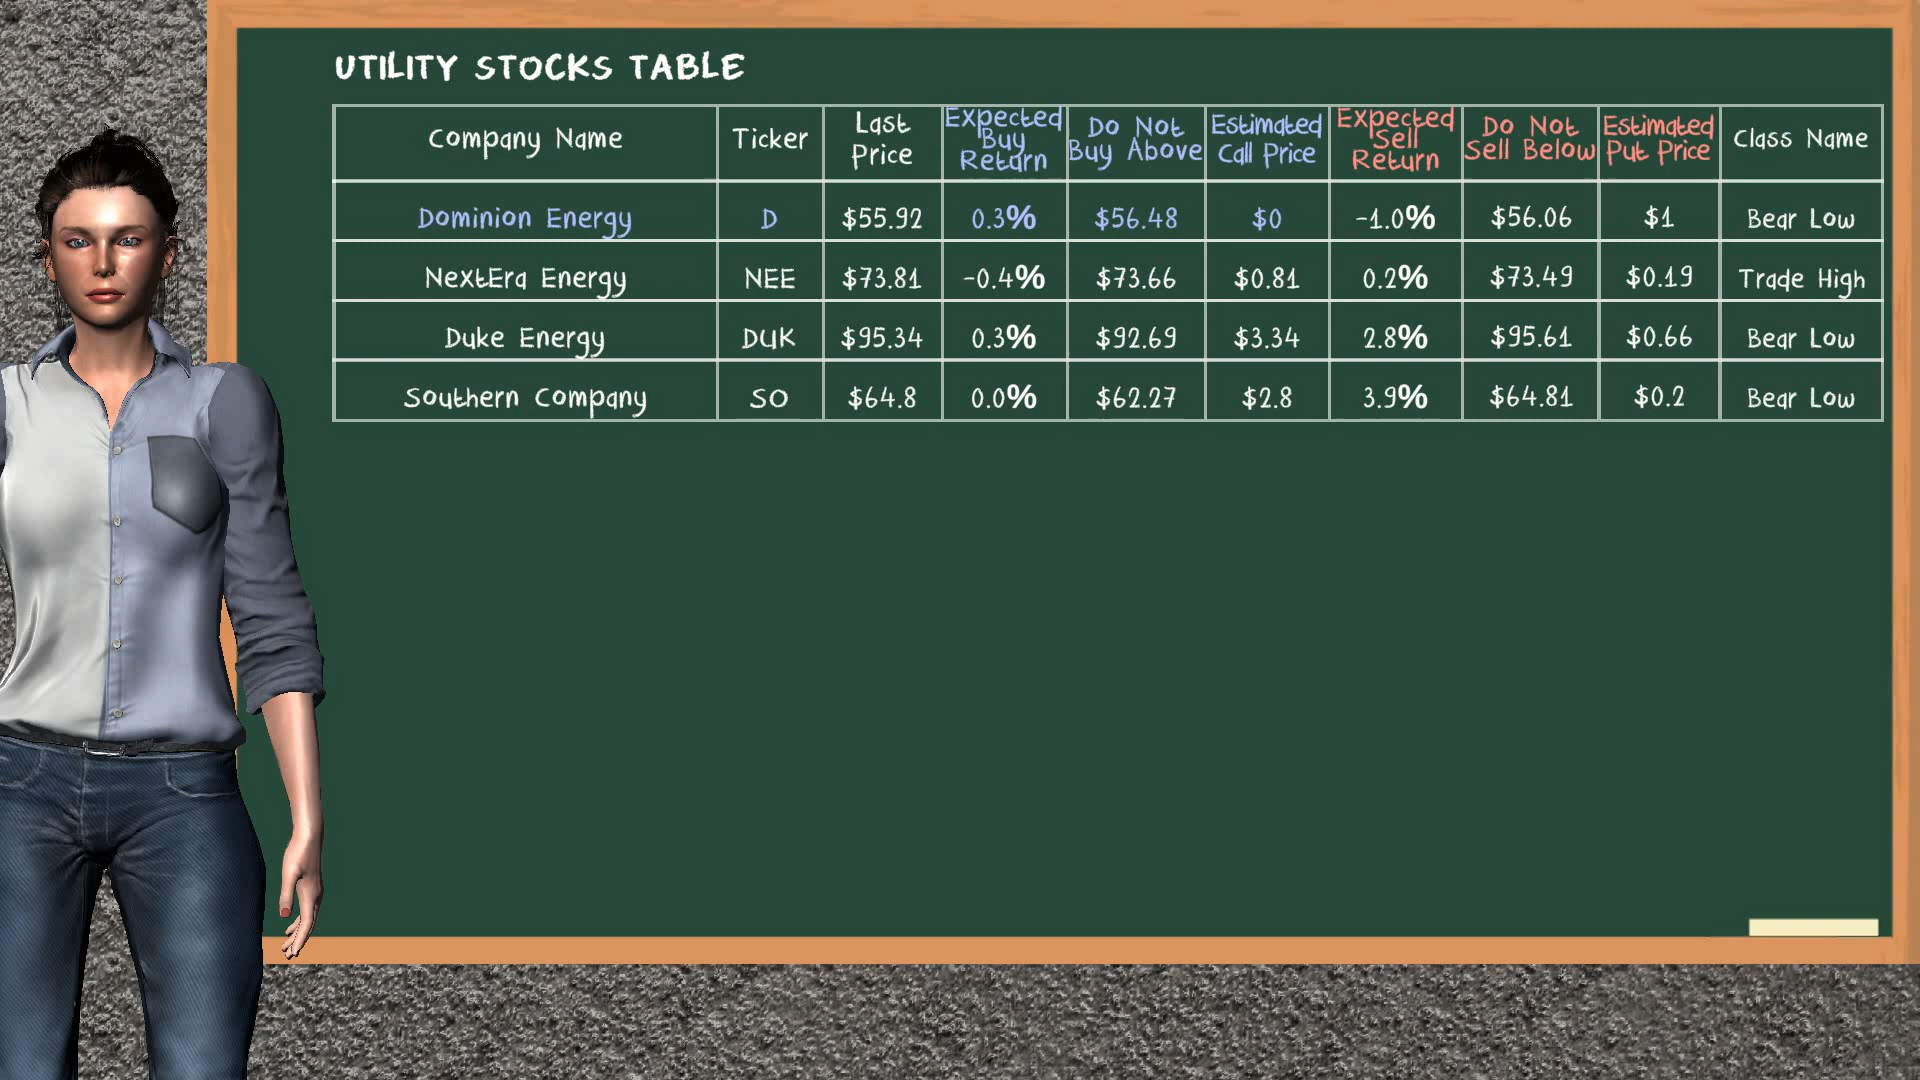 UTILITY STOCKS TABLE
Company Name Ticker Last Price Expected Buy Return Do Not Buy Above Estimated Call Price Expected Sell Return Do Not Sell Below Estimated Put Price Class Name
Dominion Energy D $55.92 0.3% $56.48 $0 -1.0% $56.06 $1 Bear Low
NextEra Energy NEE $73.81 -0.4% $73.66 $0.81 0.2% $73.49 $0.19 Trade High
Duke Energy DUK $95.34 0.3% $92.69 $3.34 2.8% $95.61 $0.66 Bear Low
Southern Company SO $64.8 0.0% $62.27 $2.8 3.9% $64.81 $0.2 Bear Low